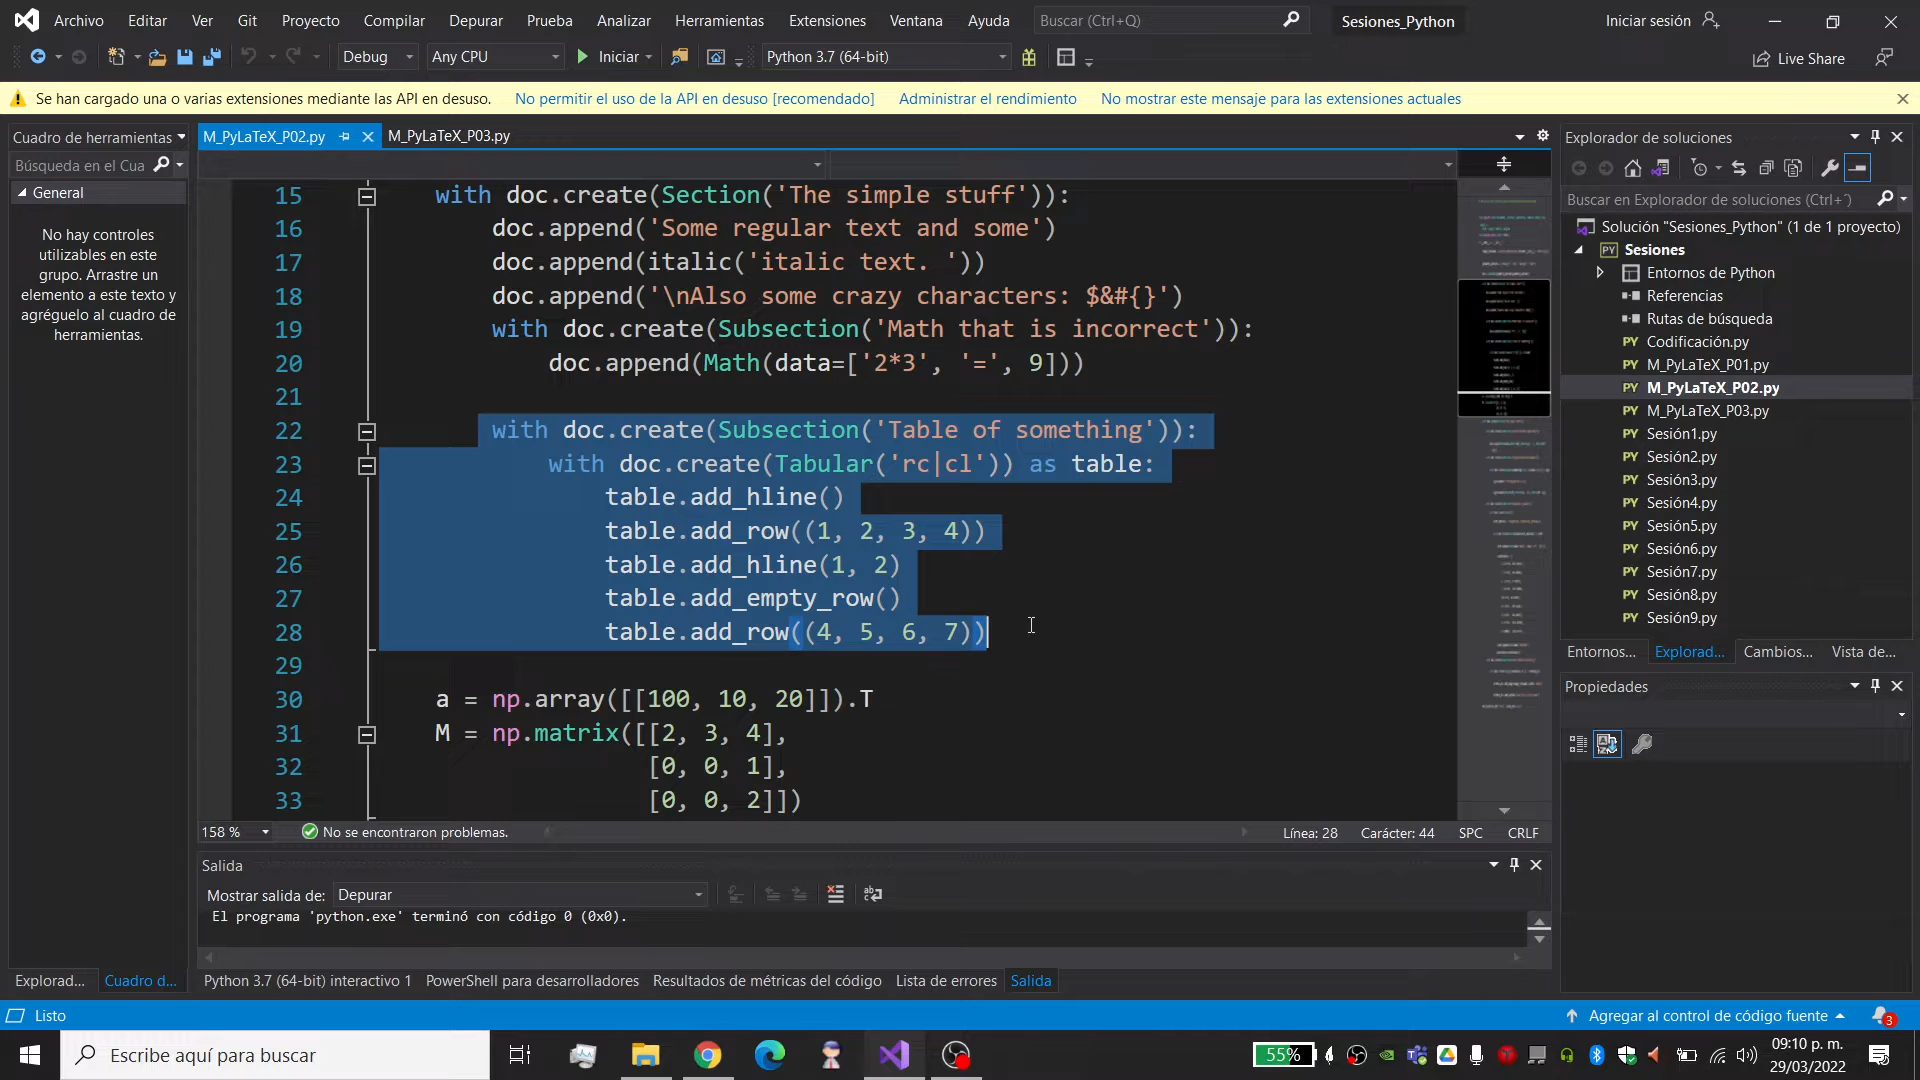 Archivo Editar Ver Git Proyecto Compilar Depurar Prueba Analizar Herramientas Extensiones Ventana Ayuda Buscar (Ctrl+Q) Sesiones_Python Iniciar sesión
Debug Any CPU Iniciar Python 3.7 (64-bit) Live Share
Se han cargado una o varias extensiones mediante las API en desuso. No permitir el uso de la API en desuso [recomendado] Administrar el rendimiento No mostrar este mensaje para las extensiones actuales
Cuadro de herramientas
Búsqueda en el Cua
General
No hay controles
utilizables en este
grupo. Arrastre un
elemento a este texto y
agréguelo al cuadro de
herramientas.
M_PyLaTeX_P02.py M_PyLaTeX_P03.py
15 with doc.create(Section('The simple stuff')):
16 doc.append('Some regular text and some')
17 doc.append(italic('italic text. '))
18 doc.append('\nAlso some crazy characters: $&#{}')
19 with doc.create(Subsection('Math that is incorrect')):
20 doc.append(Math(data=['2*3', '=', 9]))
21
22 with doc.create(Subsection('Table of something')):
23 with doc.create(Tabular('rc|cl')) as table:
24 table.add_hline()
25 table.add_row((1, 2, 3, 4))
26 table.add_hline(1, 2)
27 table.add_empty_row()
28 table.add_row((4, 5, 6, 7))
29
30 a = np.array([[100, 10, 20]]).T
31 M = np.matrix([[2, 3, 4],
32 [0, 0, 1],
33 [0, 0, 2]])
158 % No se encontraron problemas. Línea: 28 Carácter: 44 SPC CRLF
Salida
Mostrar salida de: Depurar
El programa 'python.exe' terminó con código 0 (0x0).
Explorad... Cuadro d... Python 3.7 (64-bit) interactivo 1 PowerShell para desarrolladores Resultados de métricas del código Lista de errores Salida
Explorador de soluciones
Buscar en Explorador de soluciones (Ctrl+´)
Solución "Sesiones_Python" (1 de 1 proyecto)
PY Sesiones
Entornos de Python
Referencias
Rutas de búsqueda
PY Codificación.py
PY M_PyLaTeX_P01.py
PY M_PyLaTeX_P02.py
PY M_PyLaTeX_P03.py
PY Sesión1.py
PY Sesión2.py
PY Sesión3.py
PY Sesión4.py
PY Sesión5.py
PY Sesión6.py
PY Sesión7.py
PY Sesión8.py
PY Sesión9.py
Entornos... Explorad... Cambios... Vista de...
Propiedades
Listo Agregar al control de código fuente 3
Escribe aquí para buscar 55% 09:10 p. m.
29/03/2022